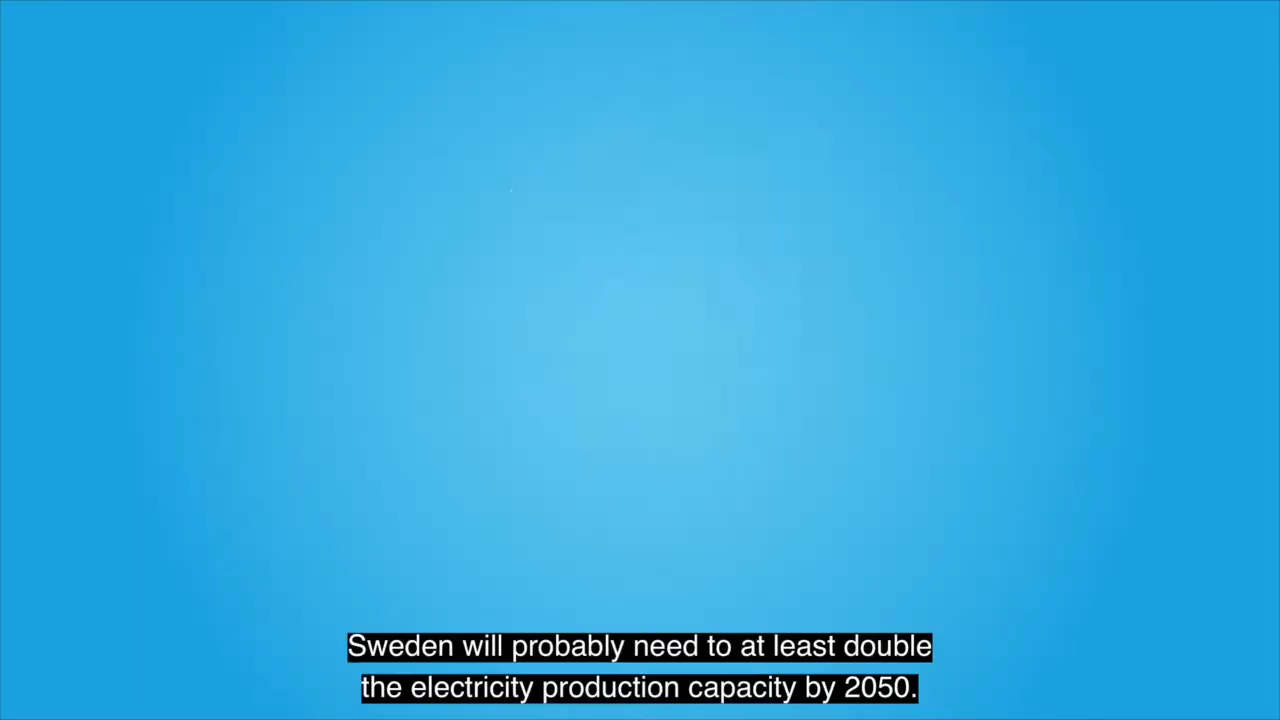 Sweden will probably need to at least double
the electricity production capacity by 2050.